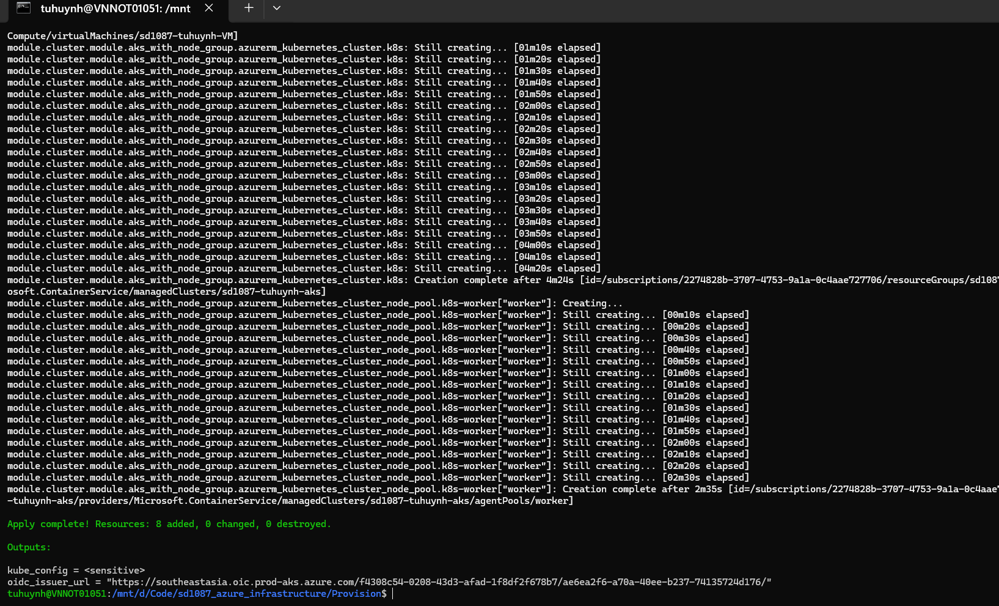 tuhuynh@VNNOT01051: /mnt
Compute/virtualMachines/sd1087-tuhuynh-VM]
module.cluster.module.aks_with_node_group.azurerm_kubernetes_cluster.k8s: Still creating... [01m10s elapsed]
module.cluster.module.aks_with_node_group.azurerm_kubernetes_cluster.k8s: Still creating... [01m20s elapsed]
module.cluster.module.aks_with_node_group.azurerm_kubernetes_cluster.k8s: Still creating... [01m30s elapsed]
module.cluster.module.aks_with_node_group.azurerm_kubernetes_cluster.k8s: Still creating... [01m40s elapsed]
module.cluster.module.aks_with_node_group.azurerm_kubernetes_cluster.k8s: Still creating... [01m50s elapsed]
module.cluster.module.aks_with_node_group.azurerm_kubernetes_cluster.k8s: Still creating... [02m00s elapsed]
module.cluster.module.aks_with_node_group.azurerm_kubernetes_cluster.k8s: Still creating... [02m10s elapsed]
module.cluster.module.aks_with_node_group.azurerm_kubernetes_cluster.k8s: Still creating... [02m20s elapsed]
module.cluster.module.aks_with_node_group.azurerm_kubernetes_cluster.k8s: Still creating... [02m30s elapsed]
module.cluster.module.aks_with_node_group.azurerm_kubernetes_cluster.k8s: Still creating... [02m40s elapsed]
module.cluster.module.aks_with_node_group.azurerm_kubernetes_cluster.k8s: Still creating... [02m50s elapsed]
module.cluster.module.aks_with_node_group.azurerm_kubernetes_cluster.k8s: Still creating... [03m00s elapsed]
module.cluster.module.aks_with_node_group.azurerm_kubernetes_cluster.k8s: Still creating... [03m10s elapsed]
module.cluster.module.aks_with_node_group.azurerm_kubernetes_cluster.k8s: Still creating... [03m20s elapsed]
module.cluster.module.aks_with_node_group.azurerm_kubernetes_cluster.k8s: Still creating... [03m30s elapsed]
module.cluster.module.aks_with_node_group.azurerm_kubernetes_cluster.k8s: Still creating... [03m40s elapsed]
module.cluster.module.aks_with_node_group.azurerm_kubernetes_cluster.k8s: Still creating... [03m50s elapsed]
module.cluster.module.aks_with_node_group.azurerm_kubernetes_cluster.k8s: Still creating... [04m00s elapsed]
module.cluster.module.aks_with_node_group.azurerm_kubernetes_cluster.k8s: Still creating... [04m10s elapsed]
module.cluster.module.aks_with_node_group.azurerm_kubernetes_cluster.k8s: Still creating... [04m20s elapsed]
module.cluster.module.aks_with_node_group.azurerm_kubernetes_cluster.k8s: Creation complete after 4m24s [id=/subscriptions/2274828b-3707-4753-9a1a-0c4aae727706/resourceGroups/sd1087
osoft.ContainerService/managedClusters/sd1087-tuhuynh-aks]
module.cluster.module.aks_with_node_group.azurerm_kubernetes_cluster_node_pool.k8s-worker["worker"]: Creating...
module.cluster.module.aks_with_node_group.azurerm_kubernetes_cluster_node_pool.k8s-worker["worker"]: Still creating... [00m10s elapsed]
module.cluster.module.aks_with_node_group.azurerm_kubernetes_cluster_node_pool.k8s-worker["worker"]: Still creating... [00m20s elapsed]
module.cluster.module.aks_with_node_group.azurerm_kubernetes_cluster_node_pool.k8s-worker["worker"]: Still creating... [00m30s elapsed]
module.cluster.module.aks_with_node_group.azurerm_kubernetes_cluster_node_pool.k8s-worker["worker"]: Still creating... [00m40s elapsed]
module.cluster.module.aks_with_node_group.azurerm_kubernetes_cluster_node_pool.k8s-worker["worker"]: Still creating... [00m50s elapsed]
module.cluster.module.aks_with_node_group.azurerm_kubernetes_cluster_node_pool.k8s-worker["worker"]: Still creating... [01m00s elapsed]
module.cluster.module.aks_with_node_group.azurerm_kubernetes_cluster_node_pool.k8s-worker["worker"]: Still creating... [01m10s elapsed]
module.cluster.module.aks_with_node_group.azurerm_kubernetes_cluster_node_pool.k8s-worker["worker"]: Still creating... [01m20s elapsed]
module.cluster.module.aks_with_node_group.azurerm_kubernetes_cluster_node_pool.k8s-worker["worker"]: Still creating... [01m30s elapsed]
module.cluster.module.aks_with_node_group.azurerm_kubernetes_cluster_node_pool.k8s-worker["worker"]: Still creating... [01m40s elapsed]
module.cluster.module.aks_with_node_group.azurerm_kubernetes_cluster_node_pool.k8s-worker["worker"]: Still creating... [01m50s elapsed]
module.cluster.module.aks_with_node_group.azurerm_kubernetes_cluster_node_pool.k8s-worker["worker"]: Still creating... [02m00s elapsed]
module.cluster.module.aks_with_node_group.azurerm_kubernetes_cluster_node_pool.k8s-worker["worker"]: Still creating... [02m10s elapsed]
module.cluster.module.aks_with_node_group.azurerm_kubernetes_cluster_node_pool.k8s-worker["worker"]: Still creating... [02m20s elapsed]
module.cluster.module.aks_with_node_group.azurerm_kubernetes_cluster_node_pool.k8s-worker["worker"]: Still creating... [02m30s elapsed]
module.cluster.module.aks_with_node_group.azurerm_kubernetes_cluster_node_pool.k8s-worker["worker"]: Creation complete after 2m35s [id=/subscriptions/2274828b-3707-4753-9a1a-0c4aae7
-tuhuynh-aks/providers/Microsoft.ContainerService/managedClusters/sd1087-tuhuynh-aks/agentPools/worker]
Apply complete! Resources: 8 added, 0 changed, 0 destroyed.
Outputs:
kube_config = <sensitive>
oidc_issuer_url = "https://southeastasia.oic.prod-aks.azure.com/f4308c54-0208-43d3-afad-1f8df2f678b7/ae6ea2f6-a70a-40ee-b237-74135724d176/"
tuhuynh@VNNOT01051:/mnt/d/Code/sd1087_azure_infrastructure/Provision$